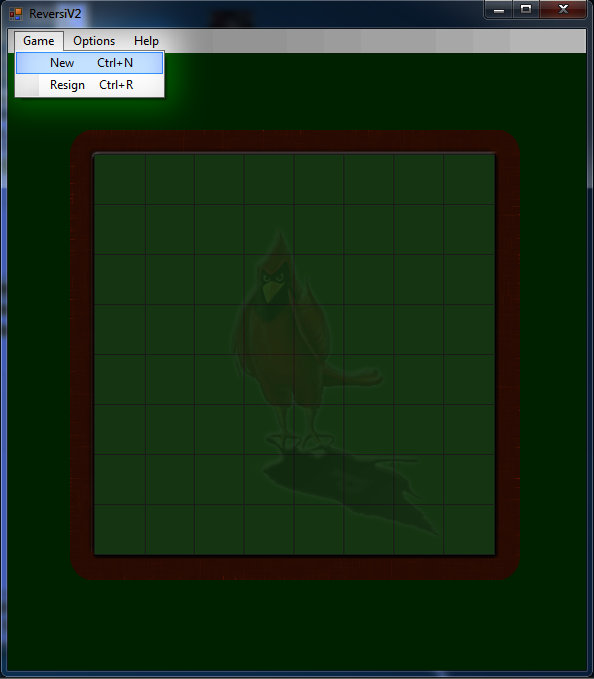 ReversiV2
Game Options Help
New Ctrl+N
Resign Ctrl+R